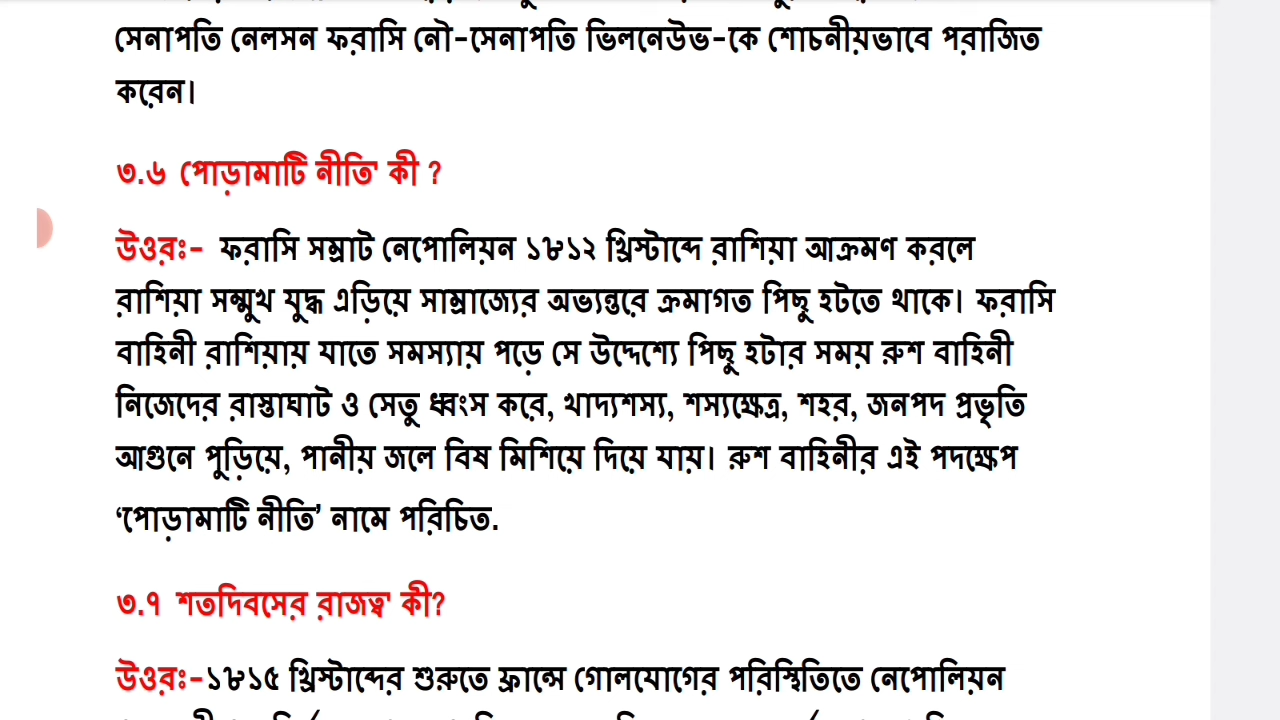 সেনাপতি নেলসন ফরাসি নৌ-সেনাপতি ভিলনেউভ-কে শোচনীয়ভাবে পরাজিত
করেন।
৩.৬ পোড়ামাটি নীতি' কী ?
উওরঃ- ফরাসি সম্রাট নেপোলিয়ন ১৮১২ খ্রিস্টাব্দে রাশিয়া আক্রমণ করলে
রাশিয়া সম্মুখ যুদ্ধ এড়িয়ে সাম্রাজ্যের অভ্যন্তরে ক্রমাগত পিছু হটতে থাকে। ফরাসি
বাহিনী রাশিয়ায় যাতে সমস্যায় পড়ে সে উদ্দেশ্যে পিছু হটার সময় রুশ বাহিনী
নিজেদের রাস্তাঘাট ও সেতু ধ্বংস করে, খাদ্যশস্য, শস্যক্ষেত্র, শহর, জনপদ প্রভৃতি
আগুনে পুড়িয়ে, পানীয় জলে বিষ মিশিয়ে দিয়ে যায়। রুশ বাহিনীর এই পদক্ষেপ
‘পোড়ামাটি নীতি’ নামে পরিচিত.
৩.৭ শতদিবসের রাজত্ব' কী?
উওরঃ-১৮১৫ খ্রিস্টাব্দের শুরুতে ফ্রান্সে গোলযোগের পরিস্থিতিতে নেপোলিয়ন